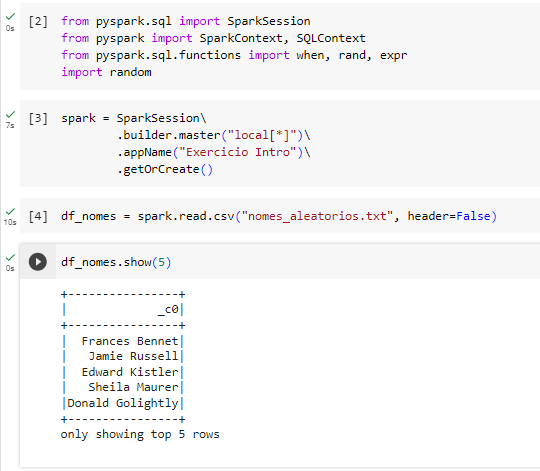 [2] from pyspark.sql import SparkSession
0s from pyspark import SparkContext, SQLContext
from pyspark.sql.functions import when, rand, expr
import random
[3] spark = SparkSession\
7s .builder.master("local[*]")\
.appName("Exercicio Intro")\
.getOrCreate()
[4] df_nomes = spark.read.csv("nomes_aleatorios.txt", header=False)
10s
df_nomes.show(5)
0s
+----------------+
|             _c0|
+----------------+
|  Frances Bennet|
|   Jamie Russell|
|  Edward Kistler|
|   Sheila Maurer|
|Donald Golightly|
+----------------+
only showing top 5 rows